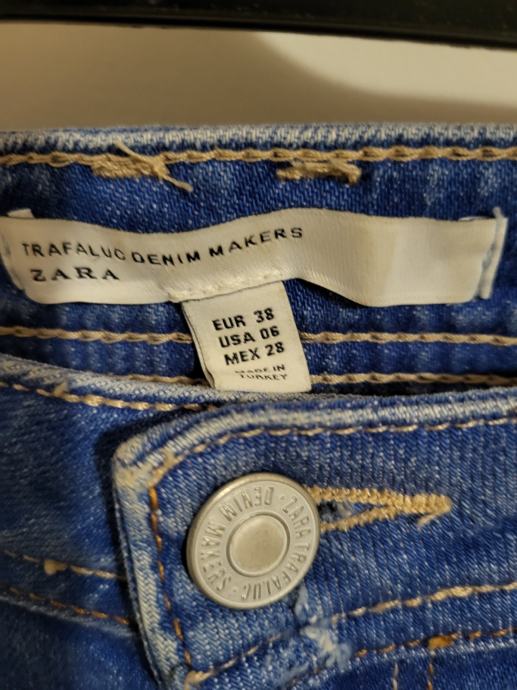 TRAFALUC DENIM MAKERS
ZARA
EUR 38
USA 06
MEX 28
MADE IN
TURKEY
ZARA TRAFALUC · DENIM MAKERS ·